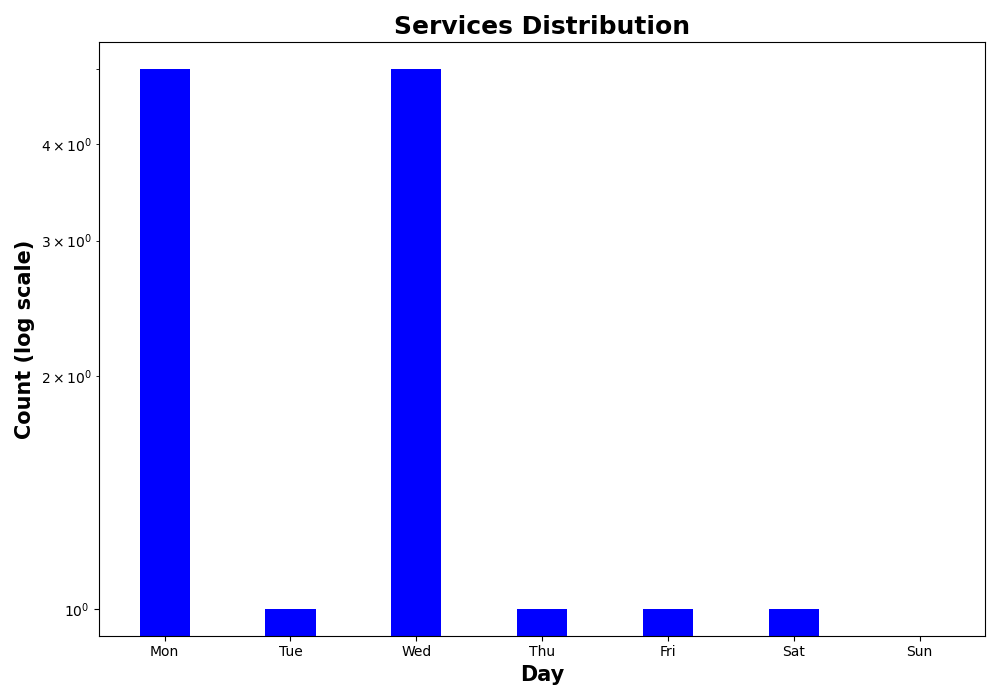 Services Distribution
Count (log scale)
4 × 10⁰
3 × 10⁰
2 × 10⁰
10⁰
Mon Tue Wed Thu Fri Sat Sun
Day